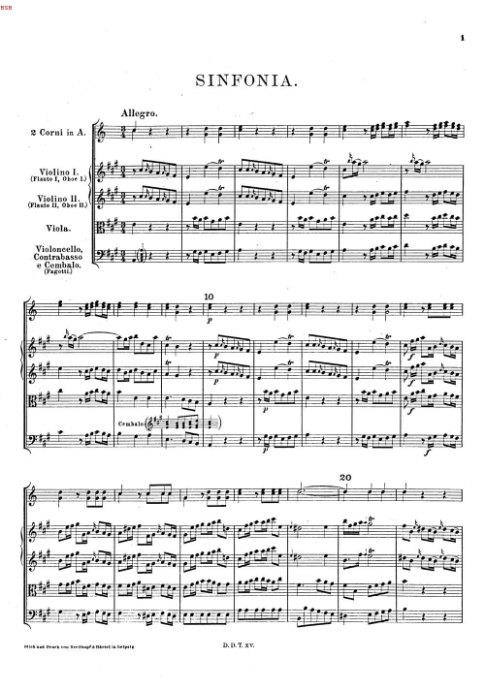 1
SINFONIA.
Allegro.
2 Corni in A.
Violino I.
(Flauto I, Oboe I.)
Violino II.
(Flauto II, Oboe II.)
Viola.
Violoncello,
Contrabasso
e Cembalo.
(Fagotti.)
10
p
p
p
p
f
f
Cembalo
20
Stich und Druck von Breitkopf & Härtel in Leipzig
D. D. T. XV.